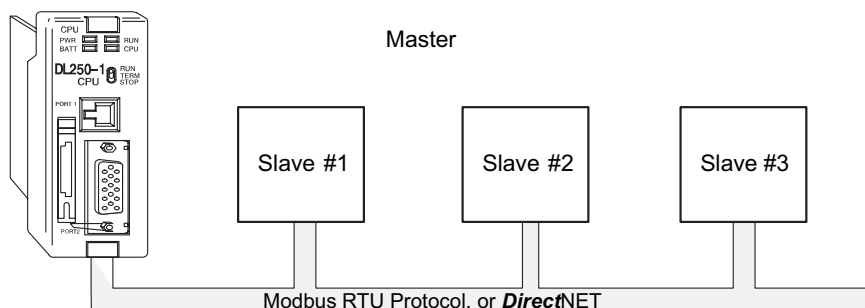 CPU
PWR RUN
BATT CPU
DL250-1
CPU
RUN
TERM
STOP
Master
PORT 1
Slave #1
Slave #2
Slave #3
PORT2
Modbus RTU Protocol, or DirectNET